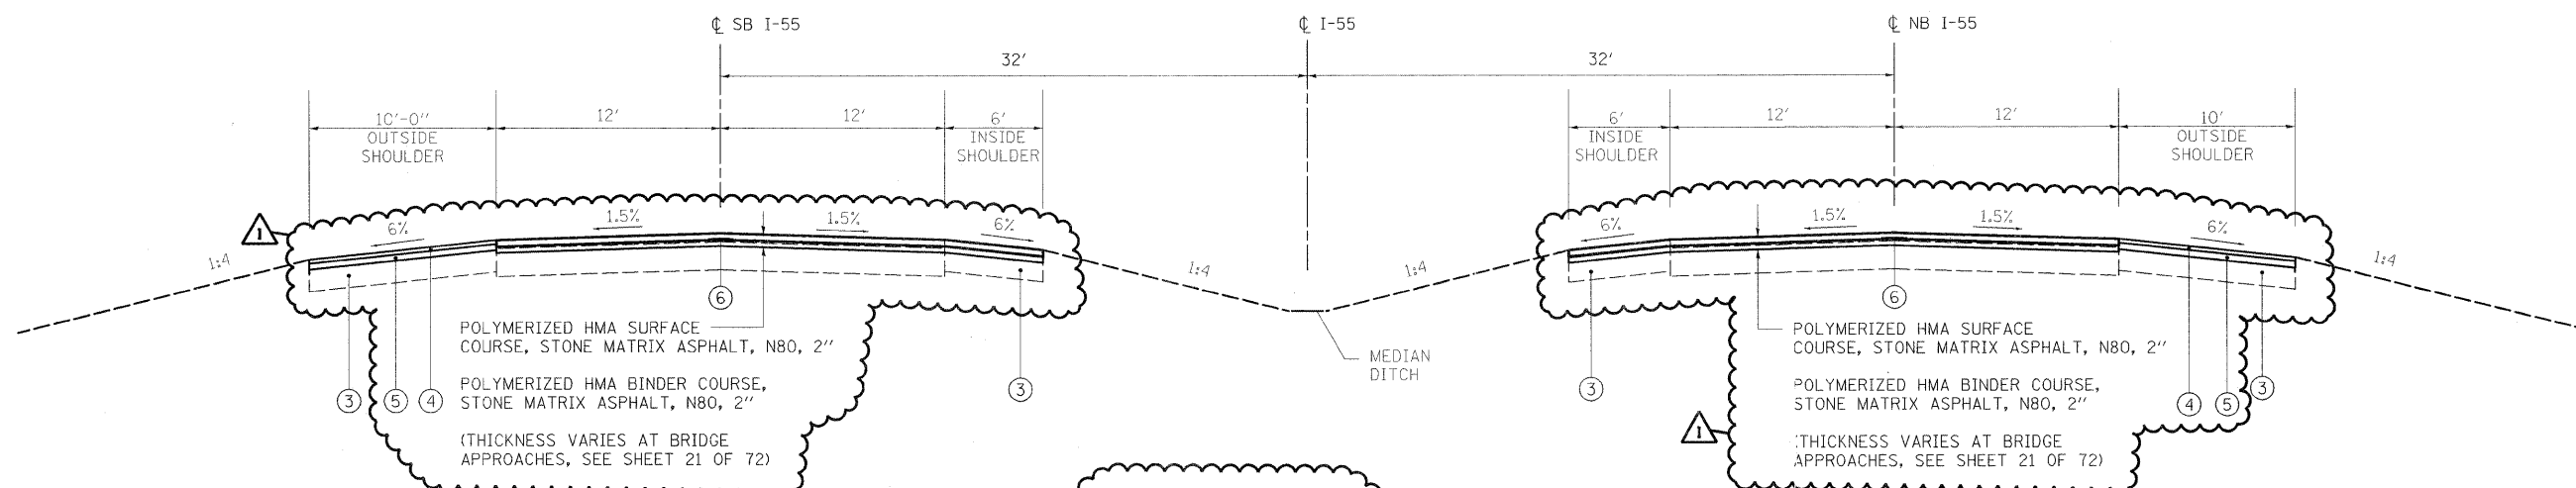 ℄ SB I-55
℄ I-55
℄ NB I-55
32'
32'
10'-0"
OUTSIDE
SHOULDER
12'
12'
6'
INSIDE
SHOULDER
6'
INSIDE
SHOULDER
12'
12'
10'
OUTSIDE
SHOULDER
1
1:4
6%
1.5%
1.5%
6%
1:4
1:4
6%
1.5%
1.5%
6%
1:4
6
6
POLYMERIZED HMA SURFACE
COURSE, STONE MATRIX ASPHALT, N80, 2"
POLYMERIZED HMA BINDER COURSE,
STONE MATRIX ASPHALT, N80, 2"
(THICKNESS VARIES AT BRIDGE
APPROACHES, SEE SHEET 21 OF 72)
3
5
4
3
MEDIAN
DITCH
3
1
POLYMERIZED HMA SURFACE
COURSE, STONE MATRIX ASPHALT, N80, 2"
POLYMERIZED HMA BINDER COURSE,
STONE MATRIX ASPHALT, N80, 2"
(THICKNESS VARIES AT BRIDGE
APPROACHES, SEE SHEET 21 OF 72)
4
5
3